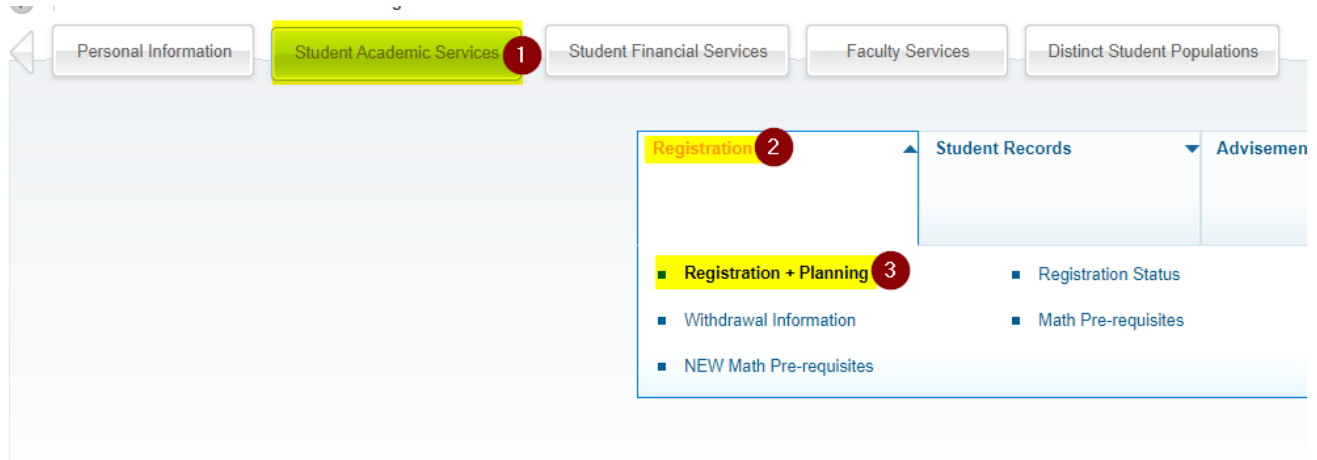 Personal Information
Student Academic Services 1
Student Financial Services
Faculty Services
Distinct Student Populations
Registration 2
Student Records
Advisemen
Registration + Planning 3
Registration Status
Withdrawal Information
Math Pre-requisites
NEW Math Pre-requisites